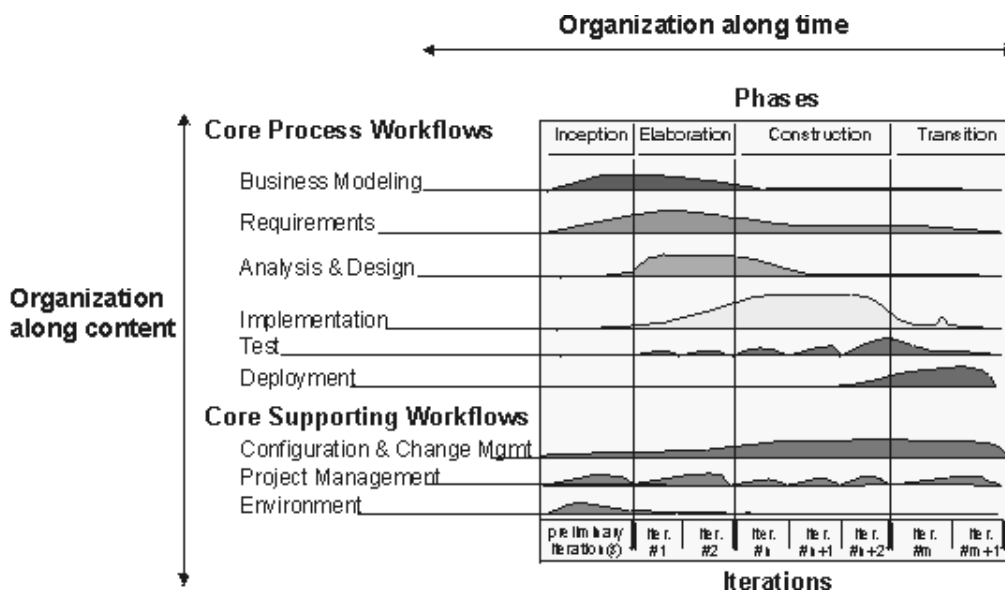 Organization along time
Phases
Core Process Workflows
Inception Elaboration Construction Transition
Business Modeling
Requirements
Analysis & Design
Organization
along content
Implementation
Test
Deployment
Core Supporting Workflows
Configuration & Change Mgmt
Project Management
Environment
preliminary
iteration(s)
Iter.
#1
Iter.
#2
Iter.
#n
Iter.
#n+1
Iter.
#n+2
Iter.
#m
Iter.
#m+1
Iterations